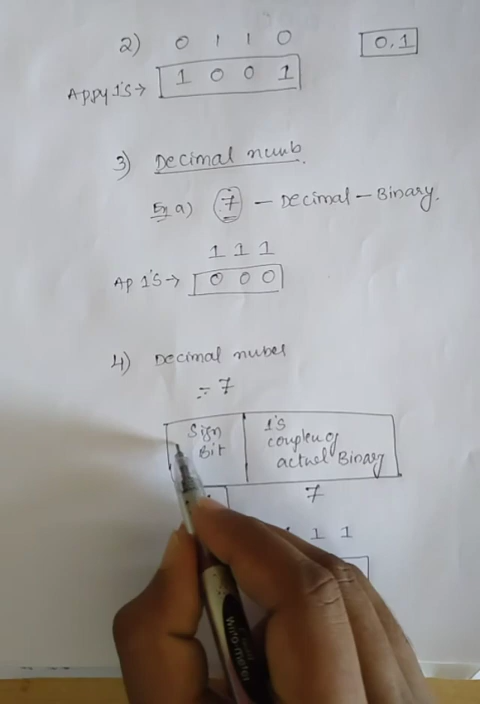 2) 0 1 1 0
0.1
Appy 1's → 1 0 0 1
3) Decimal numb.
Ex a) 7 — Decimal — Binary.
1 1 1
Ap 1's → 0 0 0
4) Decimal nuber
- 7
Sign Bit
1's
couplen of
actual Binary
7
1 1